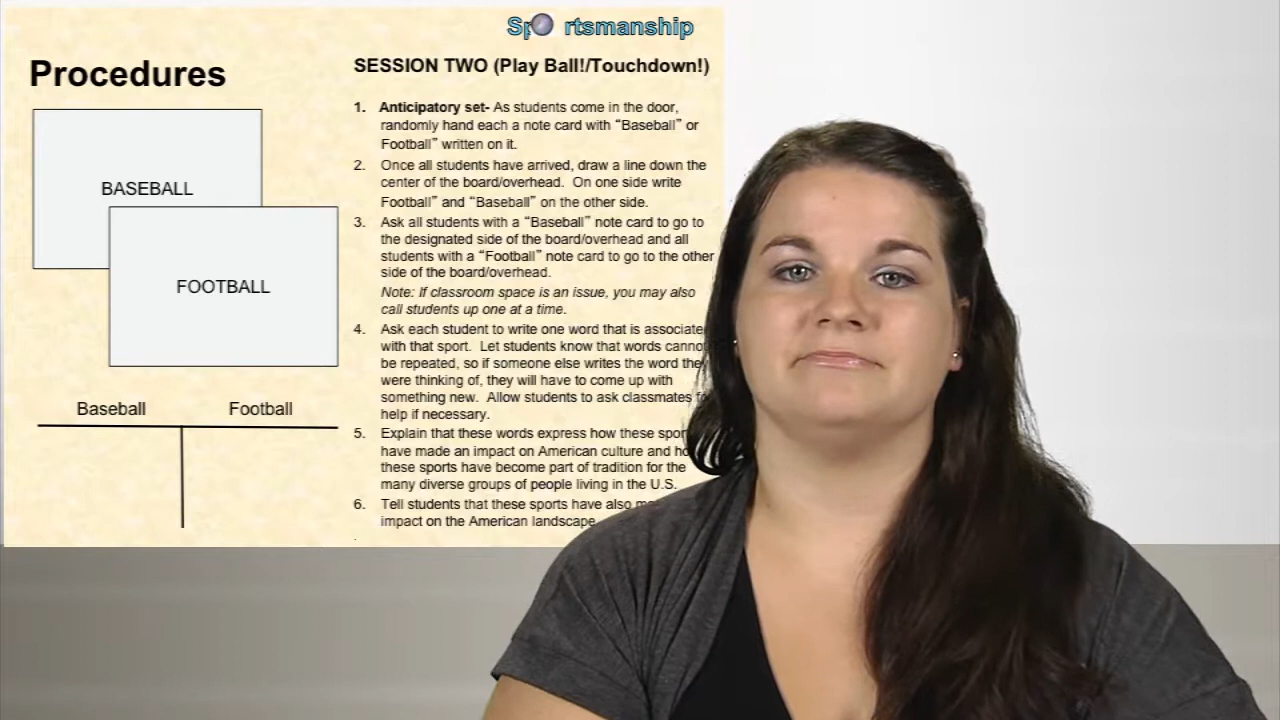 Sportsmanship
Procedures
BASEBALL
FOOTBALL
Baseball Football
SESSION TWO (Play Ball!/Touchdown!)
1. Anticipatory set- As students come in the door,
randomly hand each a note card with “Baseball” or
Football” written on it.
2. Once all students have arrived, draw a line down the
center of the board/overhead. On one side write
Football” and “Baseball” on the other side.
3. Ask all students with a “Baseball” note card to go to
the designated side of the board/overhead and all
students with a “Football” note card to go to the other
side of the board/overhead.
Note: If classroom space is an issue, you may also
call students up one at a time.
4. Ask each student to write one word that is associate
with that sport. Let students know that words canno
be repeated, so if someone else writes the word they
were thinking of, they will have to come up with
something new. Allow students to ask classmates
help if necessary.
5. Explain that these words express how these spor
have made an impact on American culture and ho
these sports have become part of tradition for the
many diverse groups of people living in the U.S.
6. Tell students that these sports have also
impact on the American landscape